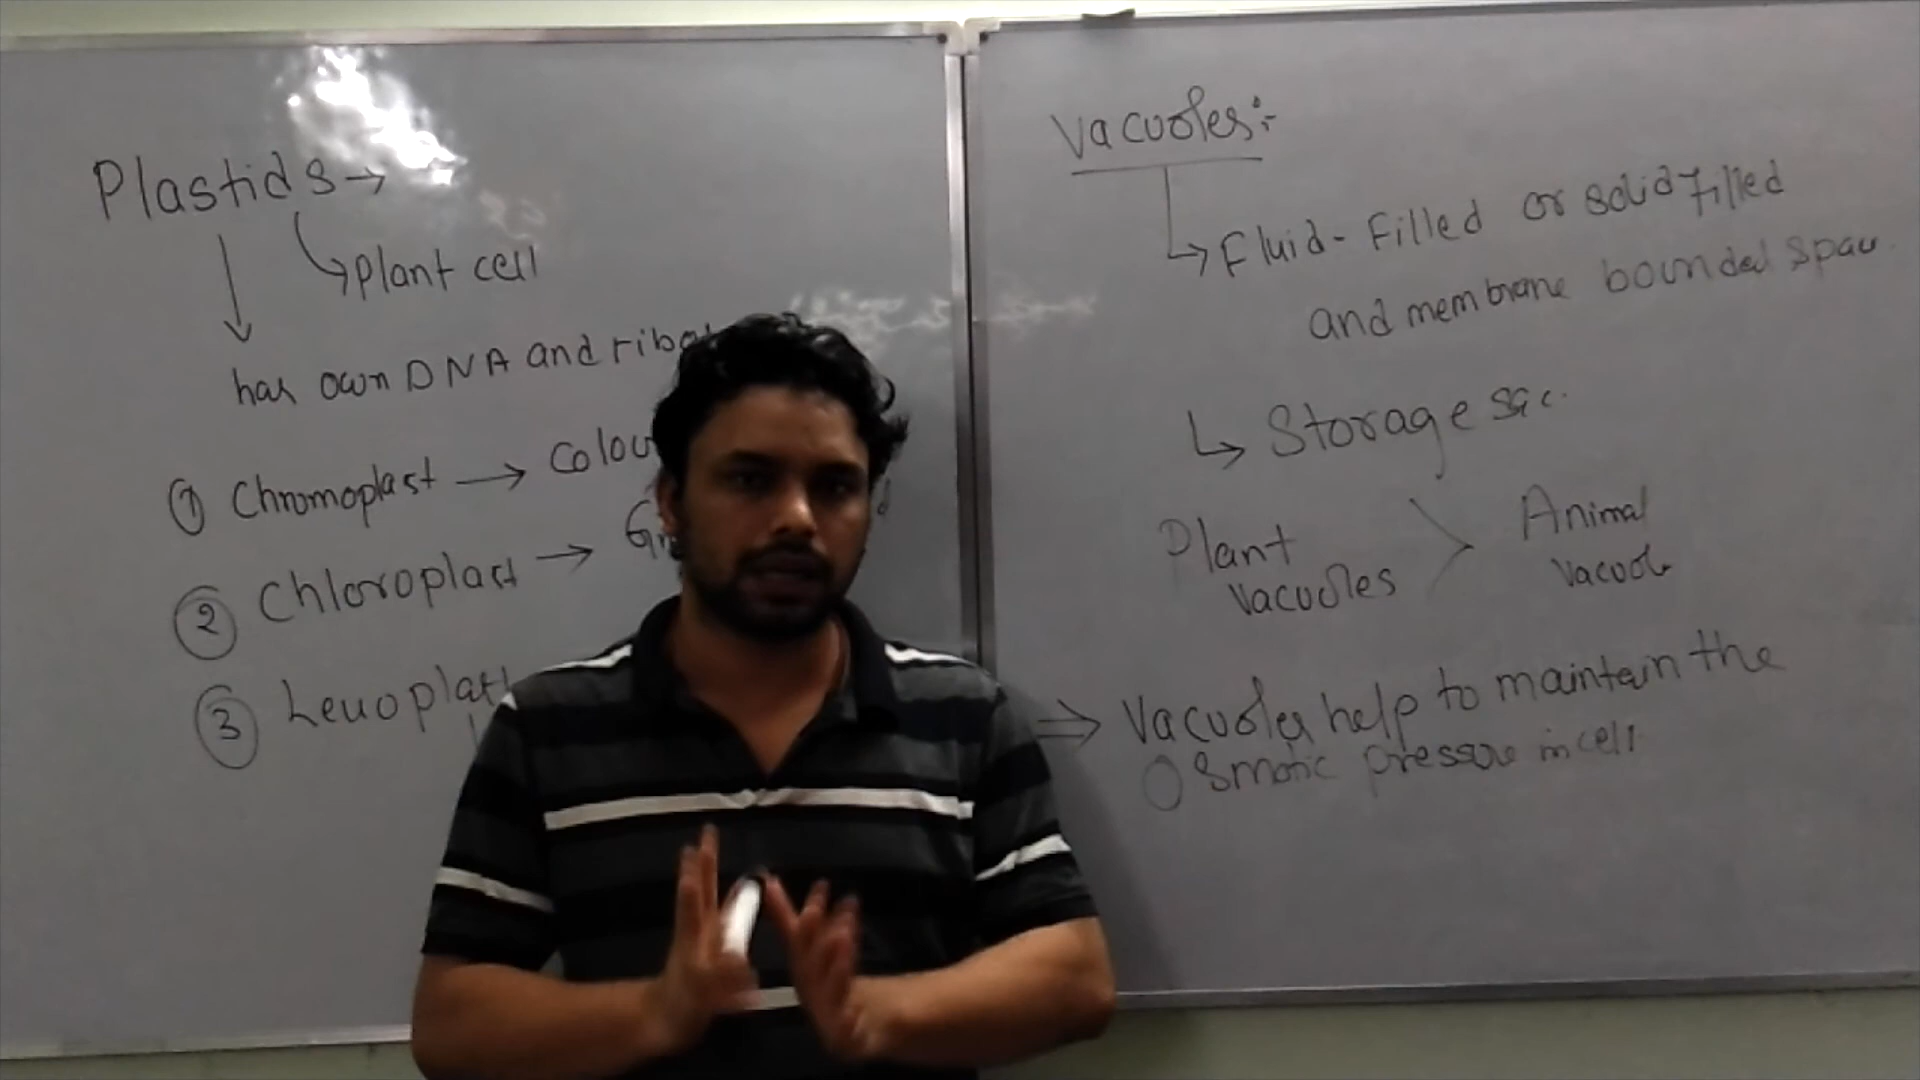 Plastids →
↳ Plant cell
↓
has own DNA and ribo
① Chromoplast → Colou
② Chloroplast →
③ Leuoplast
Vacuoles:-
↳ Fluid-Filled or solid filled
and membrane bounded space
↳ Storage sac.
Plant Vacuoles > Animal Vacuole
⇒ Vacuoles help to maintain the
Osmotic pressure in cell